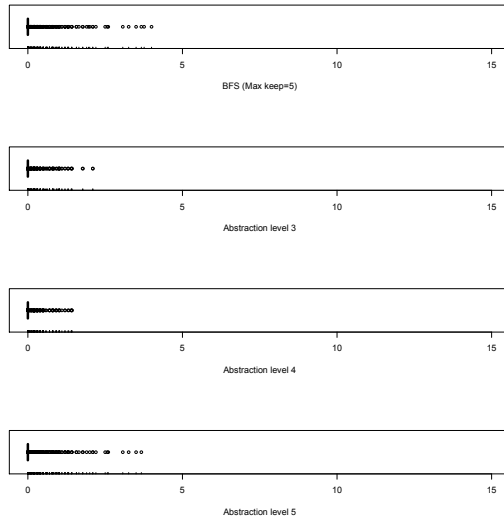 0 5 10 15
BFS (Max keep=5)
0 5 10 15
Abstraction level 3
0 5 10 15
Abstraction level 4
0 5 10 15
Abstraction level 5